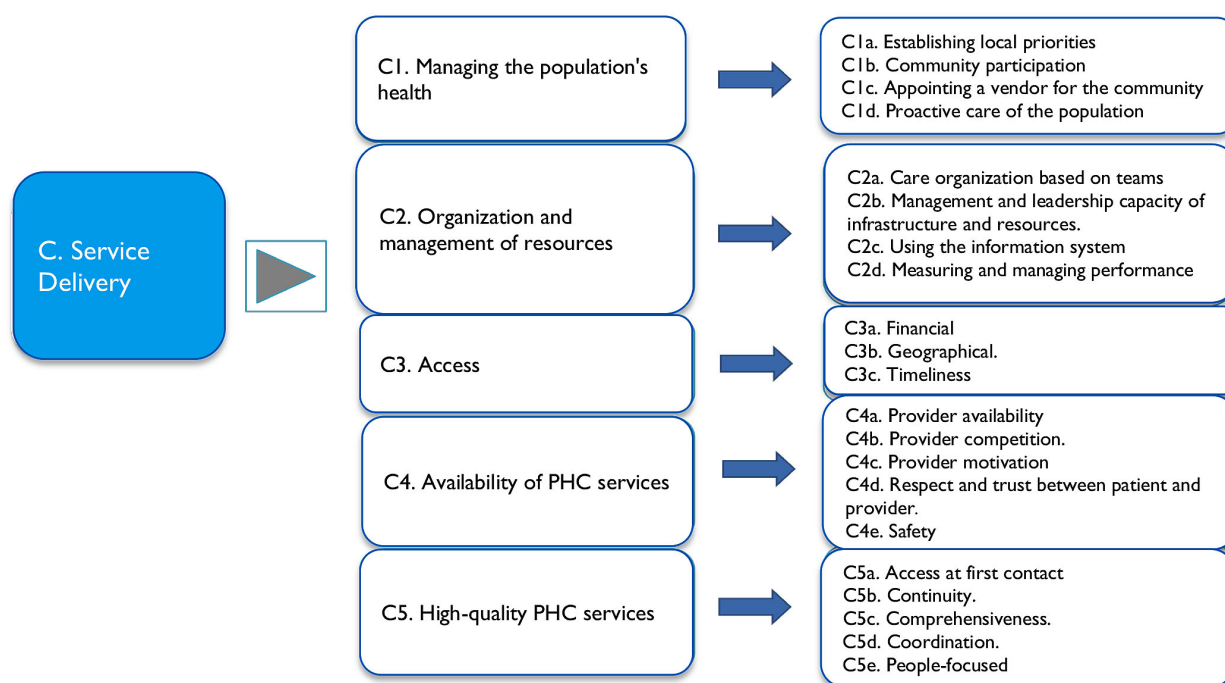 C. Service
Delivery
C1. Managing the population's
health
C1a. Establishing local priorities
C1b. Community participation
C1c. Appointing a vendor for the community
C1d. Proactive care of the population
C2. Organization and
management of resources
C2a. Care organization based on teams
C2b. Management and leadership capacity of
infrastructure and resources.
C2c. Using the information system
C2d. Measuring and managing performance
C3. Access
C3a. Financial
C3b. Geographical.
C3c. Timeliness
C4. Availability of PHC services
C4a. Provider availability
C4b. Provider competition.
C4c. Provider motivation
C4d. Respect and trust between patient and
provider.
C4e. Safety
C5. High-quality PHC services
C5a. Access at first contact
C5b. Continuity.
C5c. Comprehensiveness.
C5d. Coordination.
C5e. People-focused